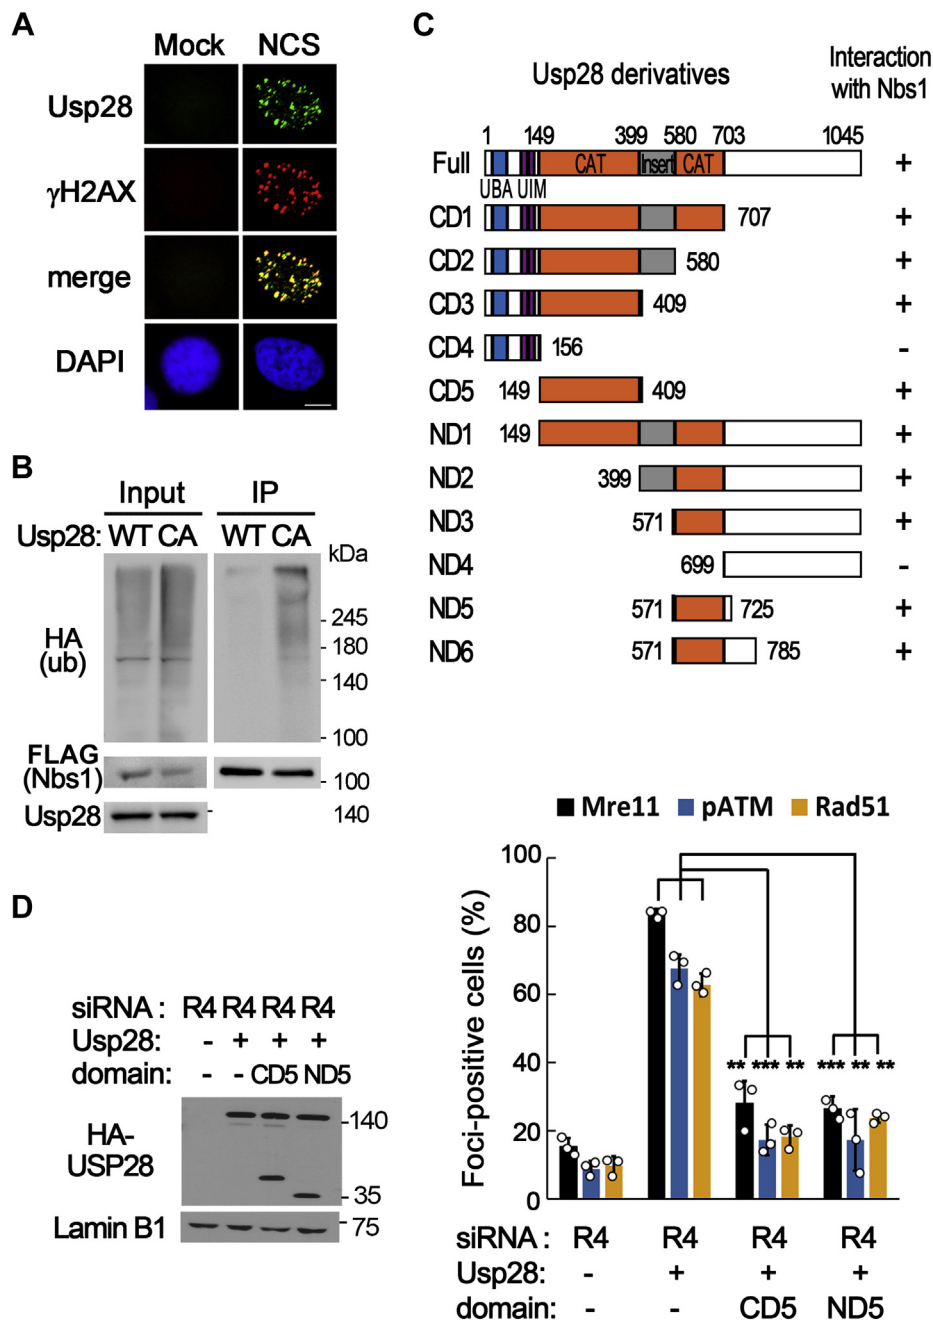 A
Mock NCS
Usp28
γH2AX
merge
DAPI
B
Input IP
Usp28: WT CA WT CA
kDa
HA
(ub)
245
180
140
100
FLAG
(Nbs1)
100
Usp28
140
C
Usp28 derivatives
Interaction
with Nbs1
1 149 399 580 703 1045
Full CAT Insert CAT +
UBA UIM
CD1 707 +
CD2 580 +
CD3 409 +
CD4 156 -
CD5 149 409 +
ND1 149 +
ND2 399 +
ND3 571 +
ND4 699 -
ND5 571 725 +
ND6 571 785 +
D
siRNA : R4 R4 R4 R4
Usp28: - + + +
domain: - - CD5 ND5
HA-
USP28
140
35
Lamin B1
75
Mre11 pATM Rad51
Foci-positive cells (%)
100
80
60
40
20
0
** *** ** *** ** **
siRNA : R4 R4 R4 R4
Usp28: - + + +
domain: - - CD5 ND5